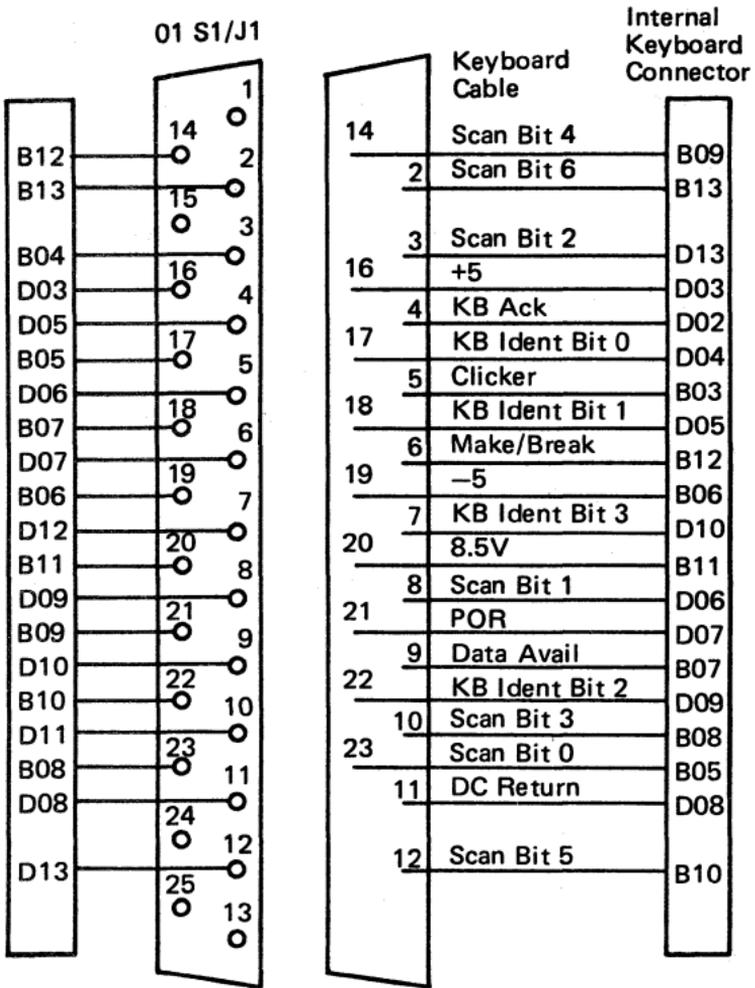 01 S1/J1
Internal
Keyboard
Connector
Keyboard
Cable
1
14
B12
2
B13
15
3
B04
16
D03
4
D05
17
B05
5
D06
18
B07
6
D07
19
B06
7
D12
20
B11
8
D09
21
B09
9
D10
22
B10
10
D11
23
B08
11
D08
24
12
D13
25
13
14 Scan Bit 4 B09
2 Scan Bit 6 B13
3 Scan Bit 2 D13
16 +5 D03
4 KB Ack D02
17 KB Ident Bit 0 D04
5 Clicker B03
18 KB Ident Bit 1 D05
6 Make/Break B12
19 −5 B06
7 KB Ident Bit 3 D10
20 8.5V B11
8 Scan Bit 1 D06
21 POR D07
9 Data Avail B07
22 KB Ident Bit 2 D09
10 Scan Bit 3 B08
23 Scan Bit 0 B05
11 DC Return D08
12 Scan Bit 5 B10